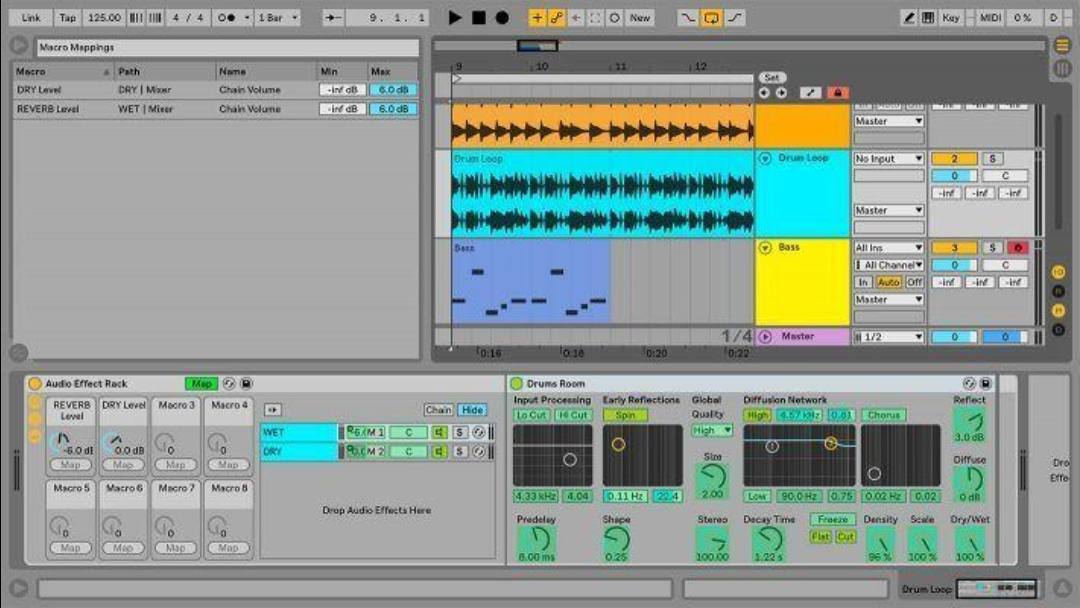 Link Tap 125.00 4 / 4 1 Bar 9. 1. 1 New Key MIDI 0 % D
Macro Mappings
Macro Path Name Min Max
DRY Level DRY | Mixer Chain Volume -inf dB 6.0 dB
REVERB Level WET | Mixer Chain Volume -inf dB 6.0 dB
9 10 11 12
Set
Master
Drum Loop Drum Loop No Input 2 S
0 C
-inf -inf -inf
Master
Bass Bass All Ins 3 S
All Channel 0 C
In Auto Off -inf -inf -inf
Master
1/4 Master 1/2 0 0
0:16 0:18 0:20 0:22
Audio Effect Rack Map
REVERB Level DRY Level Macro 3 Macro 4
-6.0 dB 0.0 dB 0 0
Map Map Map Map
Macro 5 Macro 6 Macro 7 Macro 8
0 0 0 0
Map Map Map Map
Chain Hide
WET C S
DRY C S
Drop Audio Effects Here
Drums Room
Input Processing Early Reflections Global Diffusion Network Reflect
Lo Cut Hi Cut Spin Quality High 4.57 kHz 0.81 Chorus
High
3.0 dB
Size Diffuse
2.00 0 dB
4.33 kHz 4.04 0.11 Hz 22.4 Low 90.0 Hz 0.75 0.02 Hz 0.02
Predelay Shape Stereo Decay Time Freeze Density Scale Dry/Wet
Flat Cut
8.00 ms 0.25 100.00 1.22 s 96 % 100 % 100 %
Dro
Effe
Drum Loop